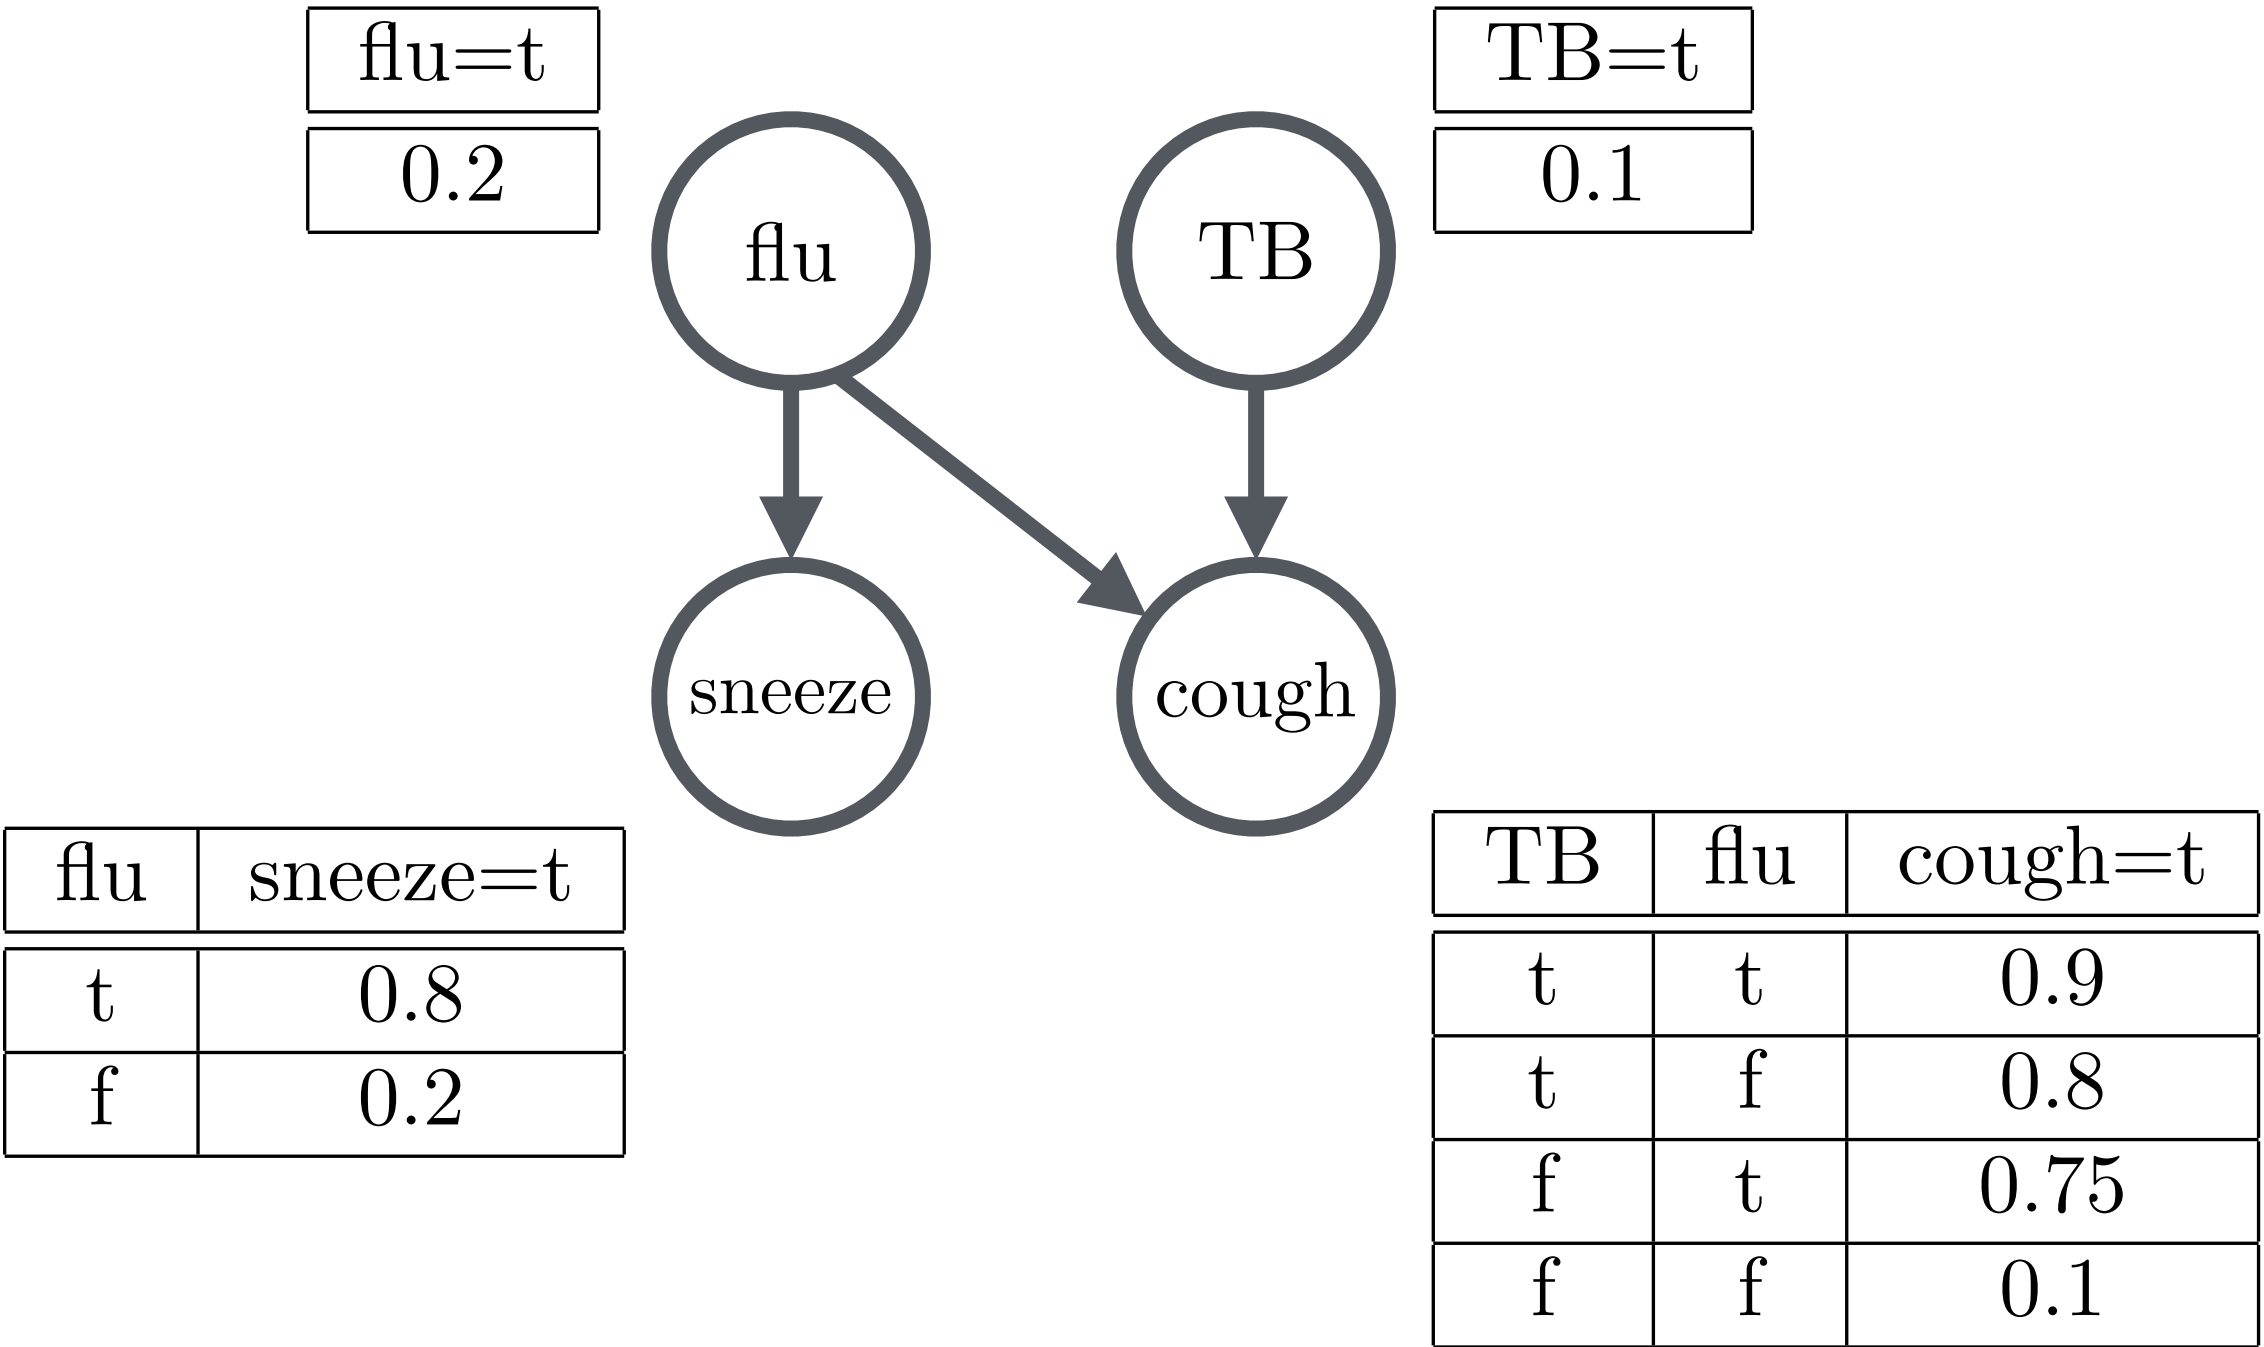 flu=t
0.2
TB=t
0.1
flu
TB
sneeze
cough
flu sneeze=t
t 0.8
f 0.2
TB flu cough=t
t t 0.9
t f 0.8
f t 0.75
f f 0.1